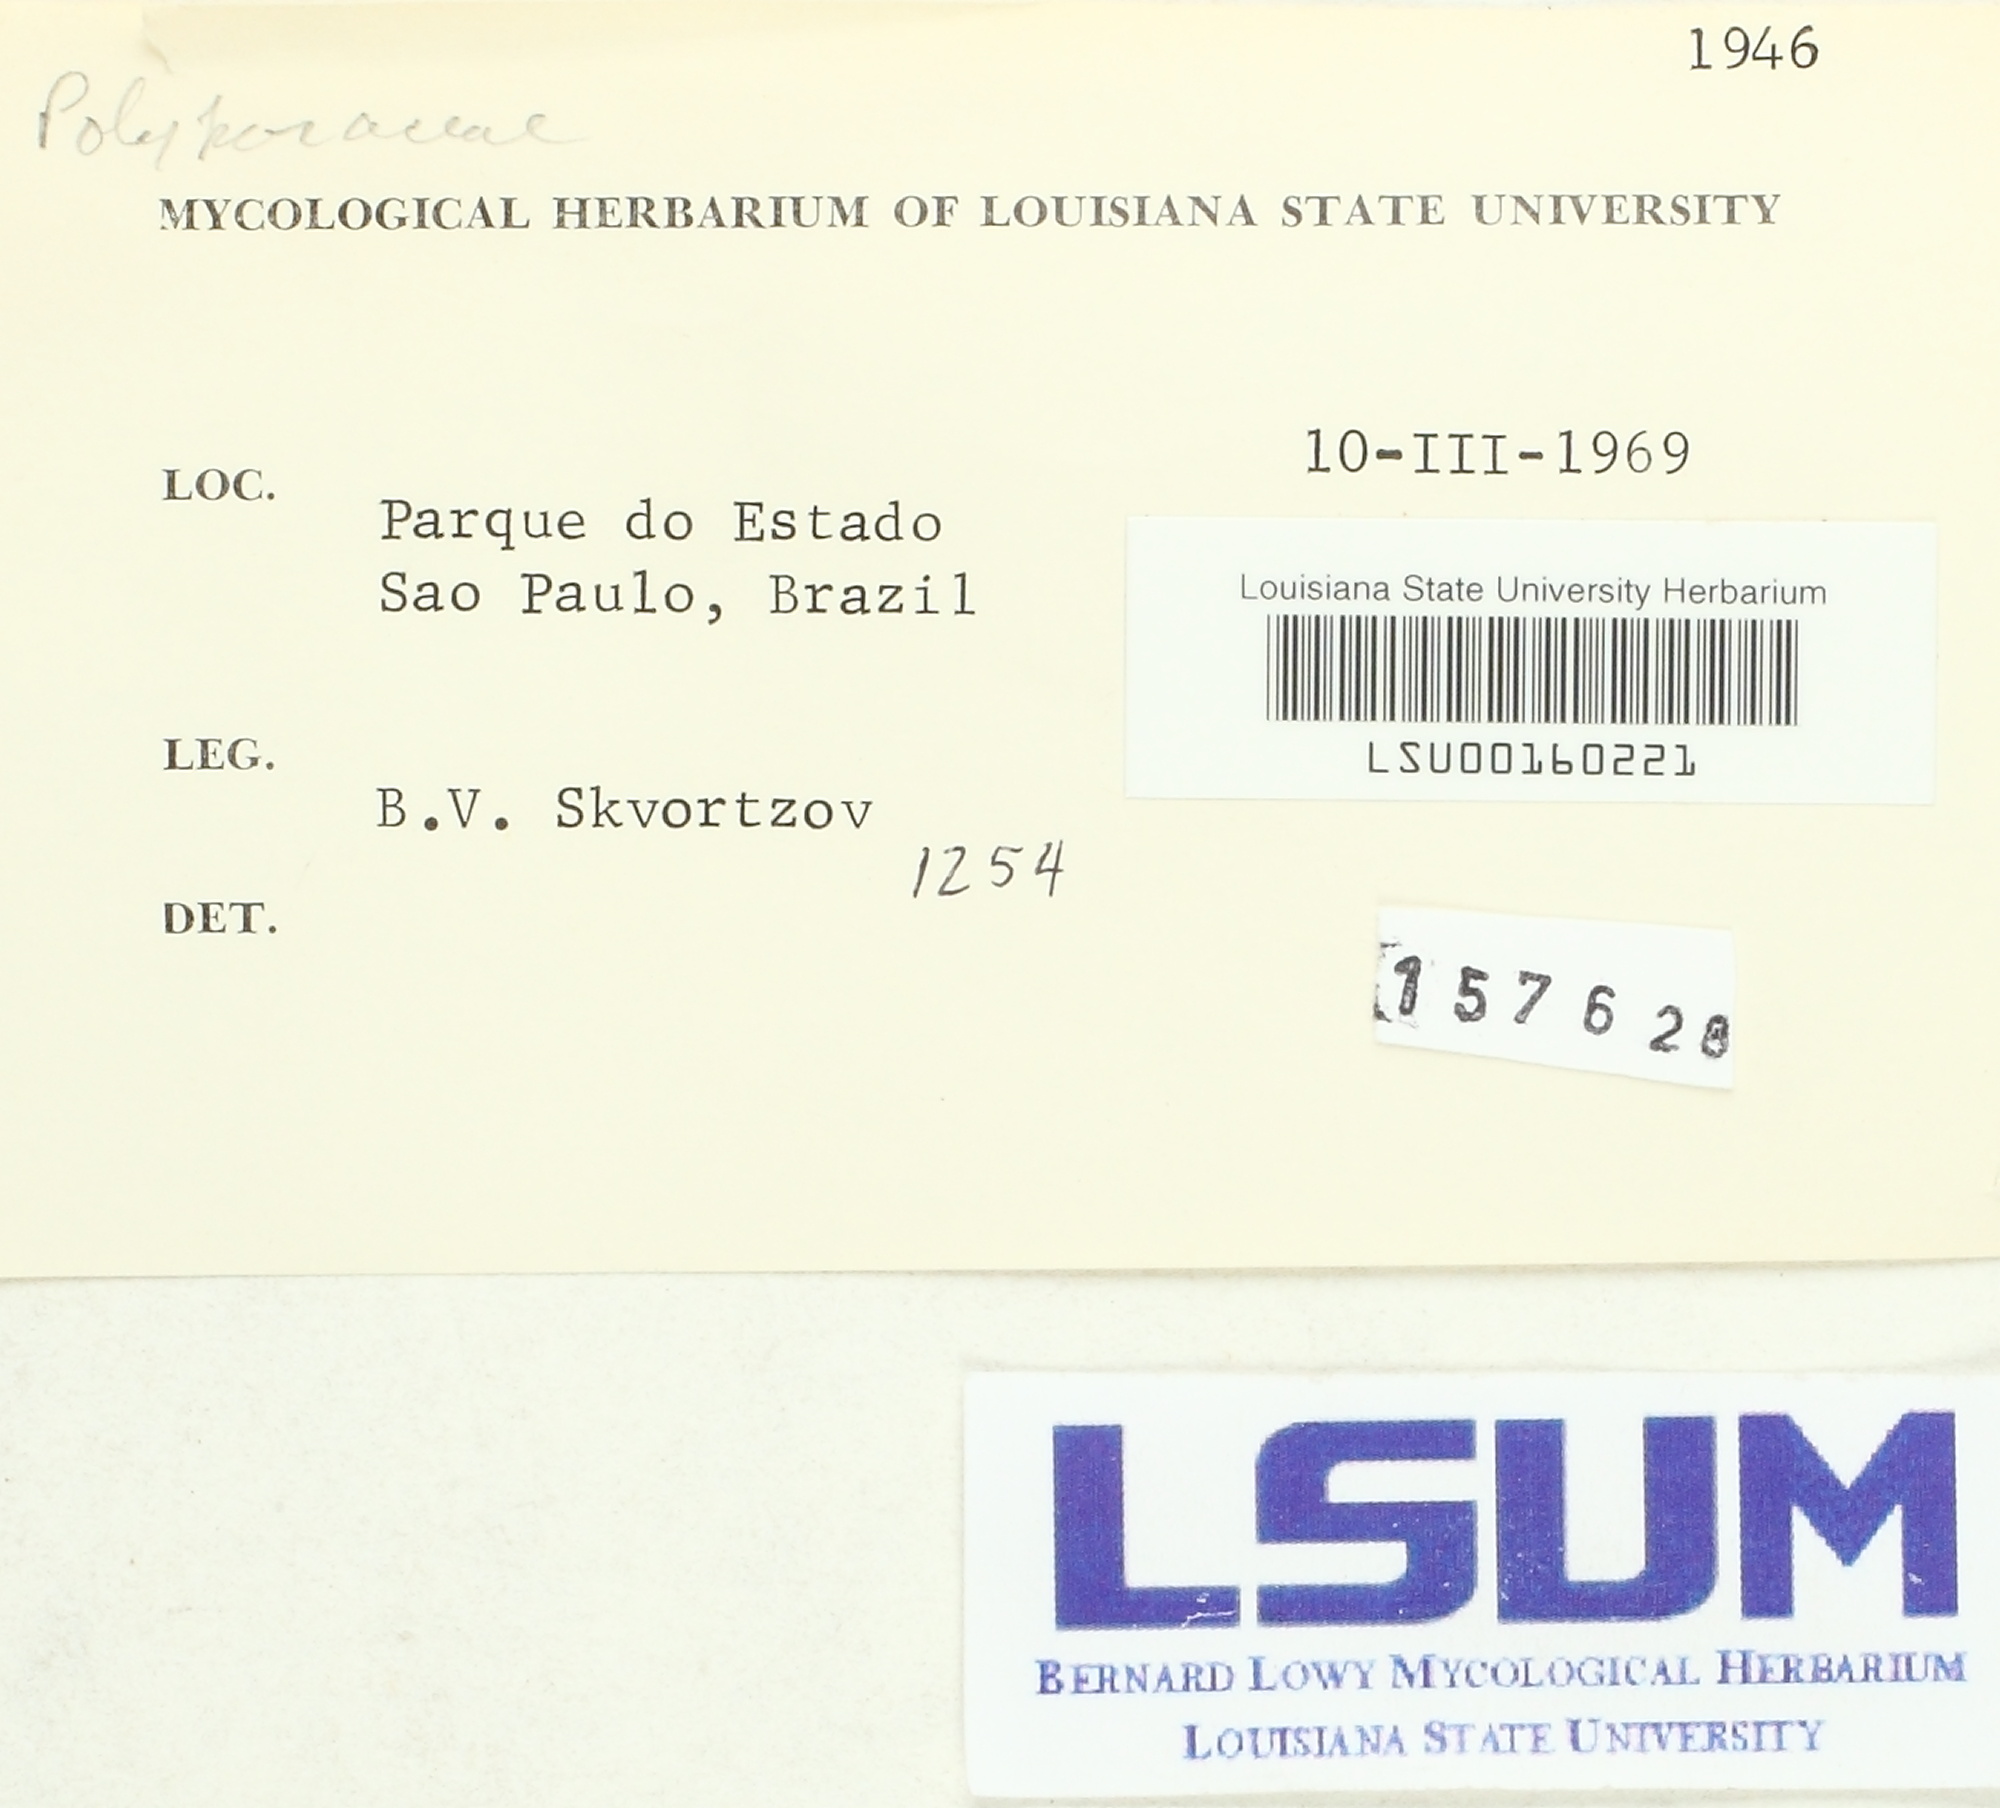 1946
Polyporaceae
MYCOLOGICAL HERBARIUM OF LOUISIANA STATE UNIVERSITY
10-III-1969
LOC.
Parque do Estado
Sao Paulo, Brazil
Louisiana State University Herbarium
LSU00160221
LEG.
B.V. Skvortzov
1254
DET.
157628
LSUM
BERNARD LOWY MYCOLOGICAL HERBARIUM
LOUISIANA STATE UNIVERSITY